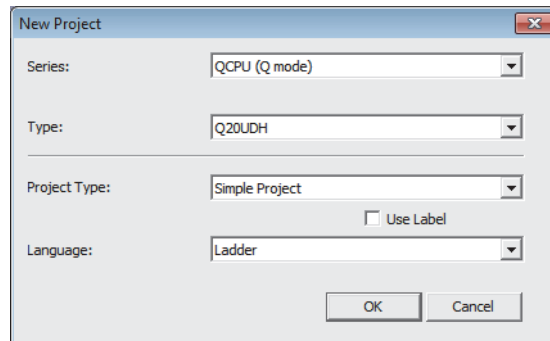 New Project
Series: QCPU (Q mode)
Type: Q20UDH
Project Type: Simple Project
Use Label
Language: Ladder
OK Cancel